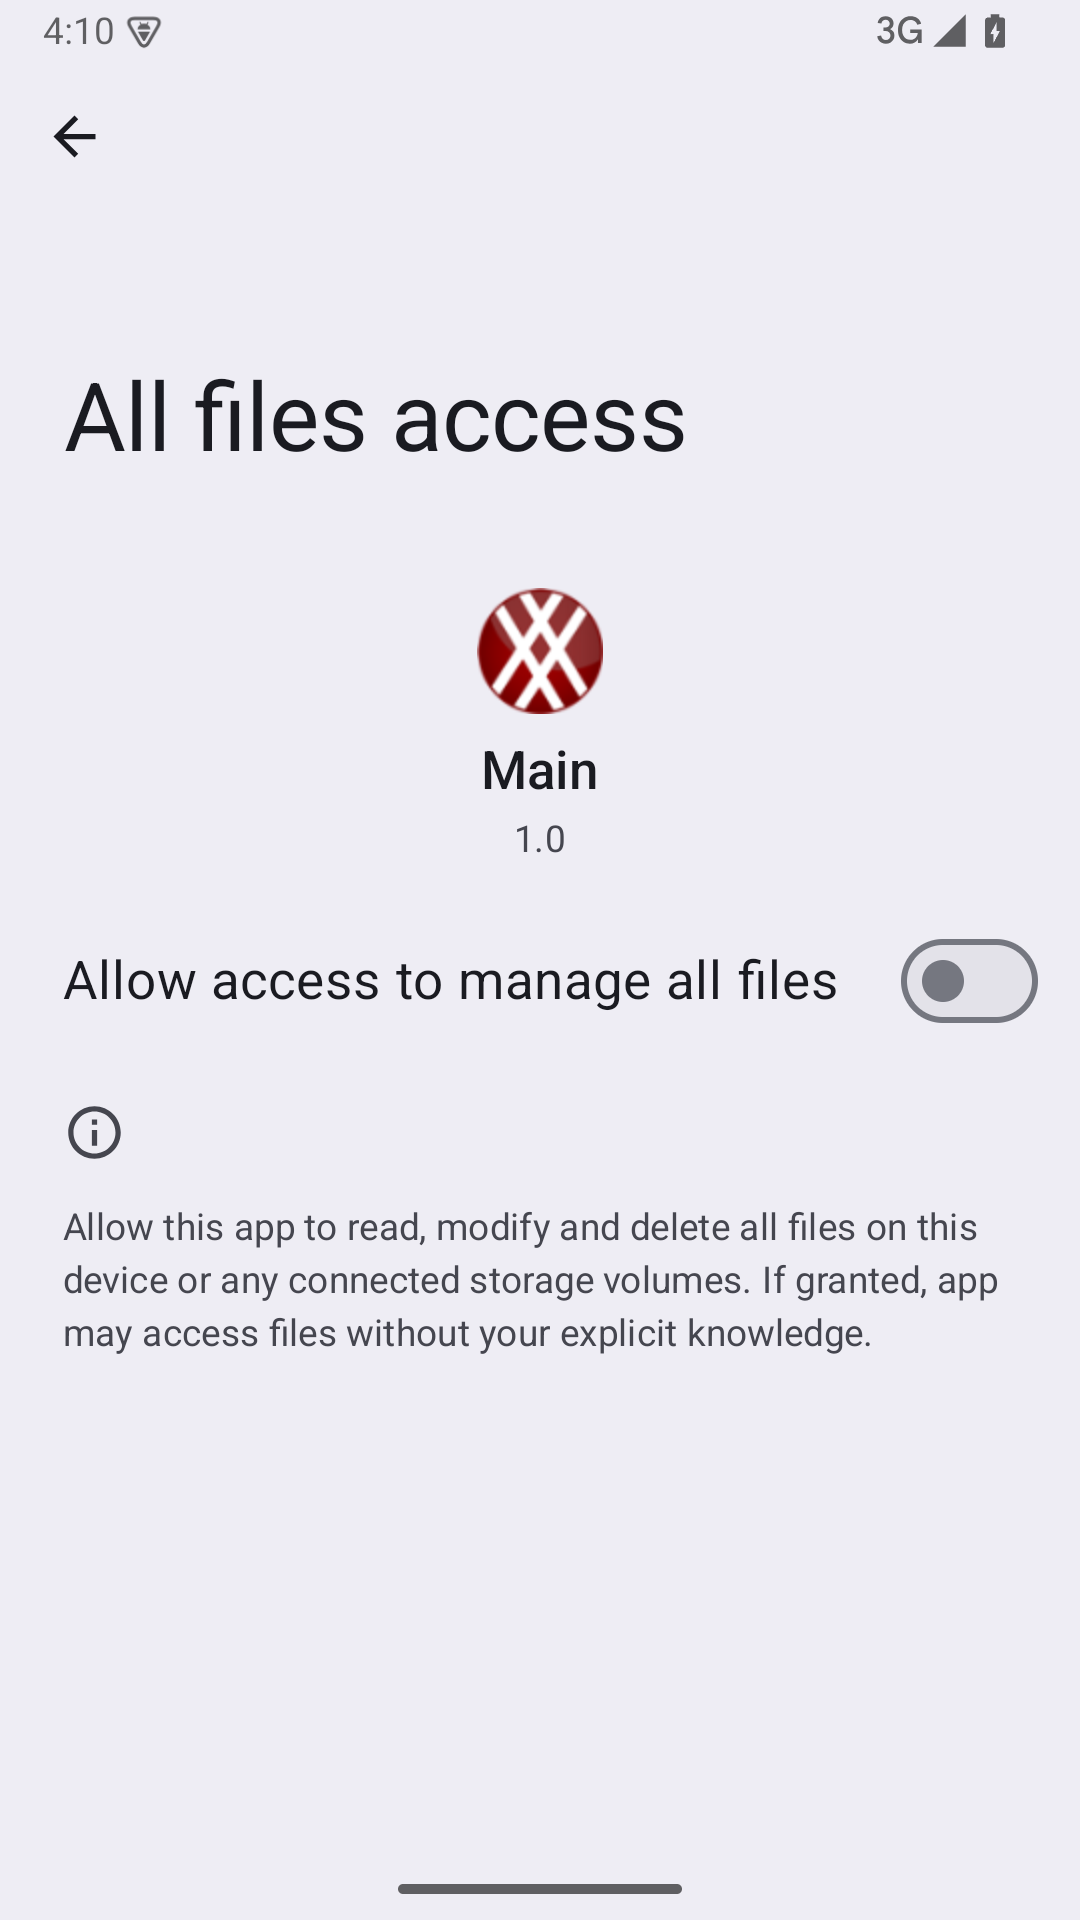 4:10
3G
All files access
Main
1.0
Allow access to manage all files
Allow this app to read, modify and delete all files on this
device or any connected storage volumes. If granted, app
may access files without your explicit knowledge.